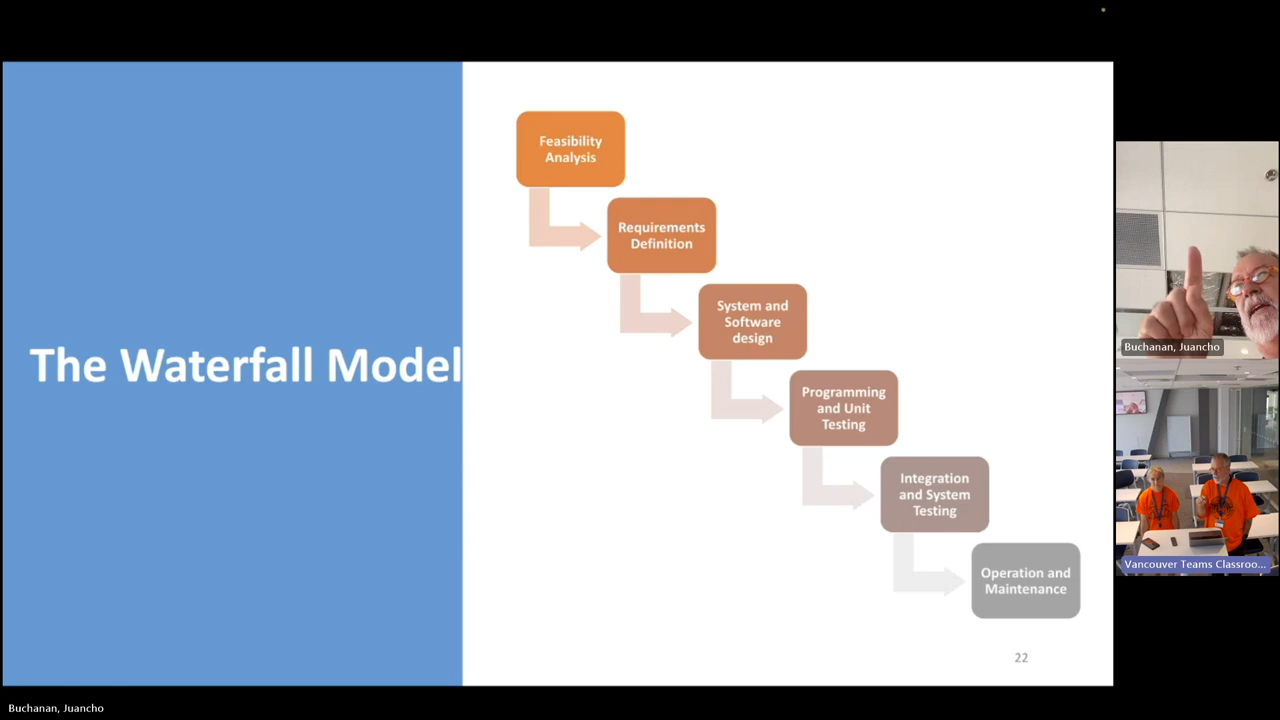 The Waterfall Model
Feasibility
Analysis
Requirements
Definition
System and
Software
design
Programming
and Unit
Testing
Integration
and System
Testing
Operation and
Maintenance
22
Buchanan, Juancho
Vancouver Teams Classroo...
Buchanan, Juancho